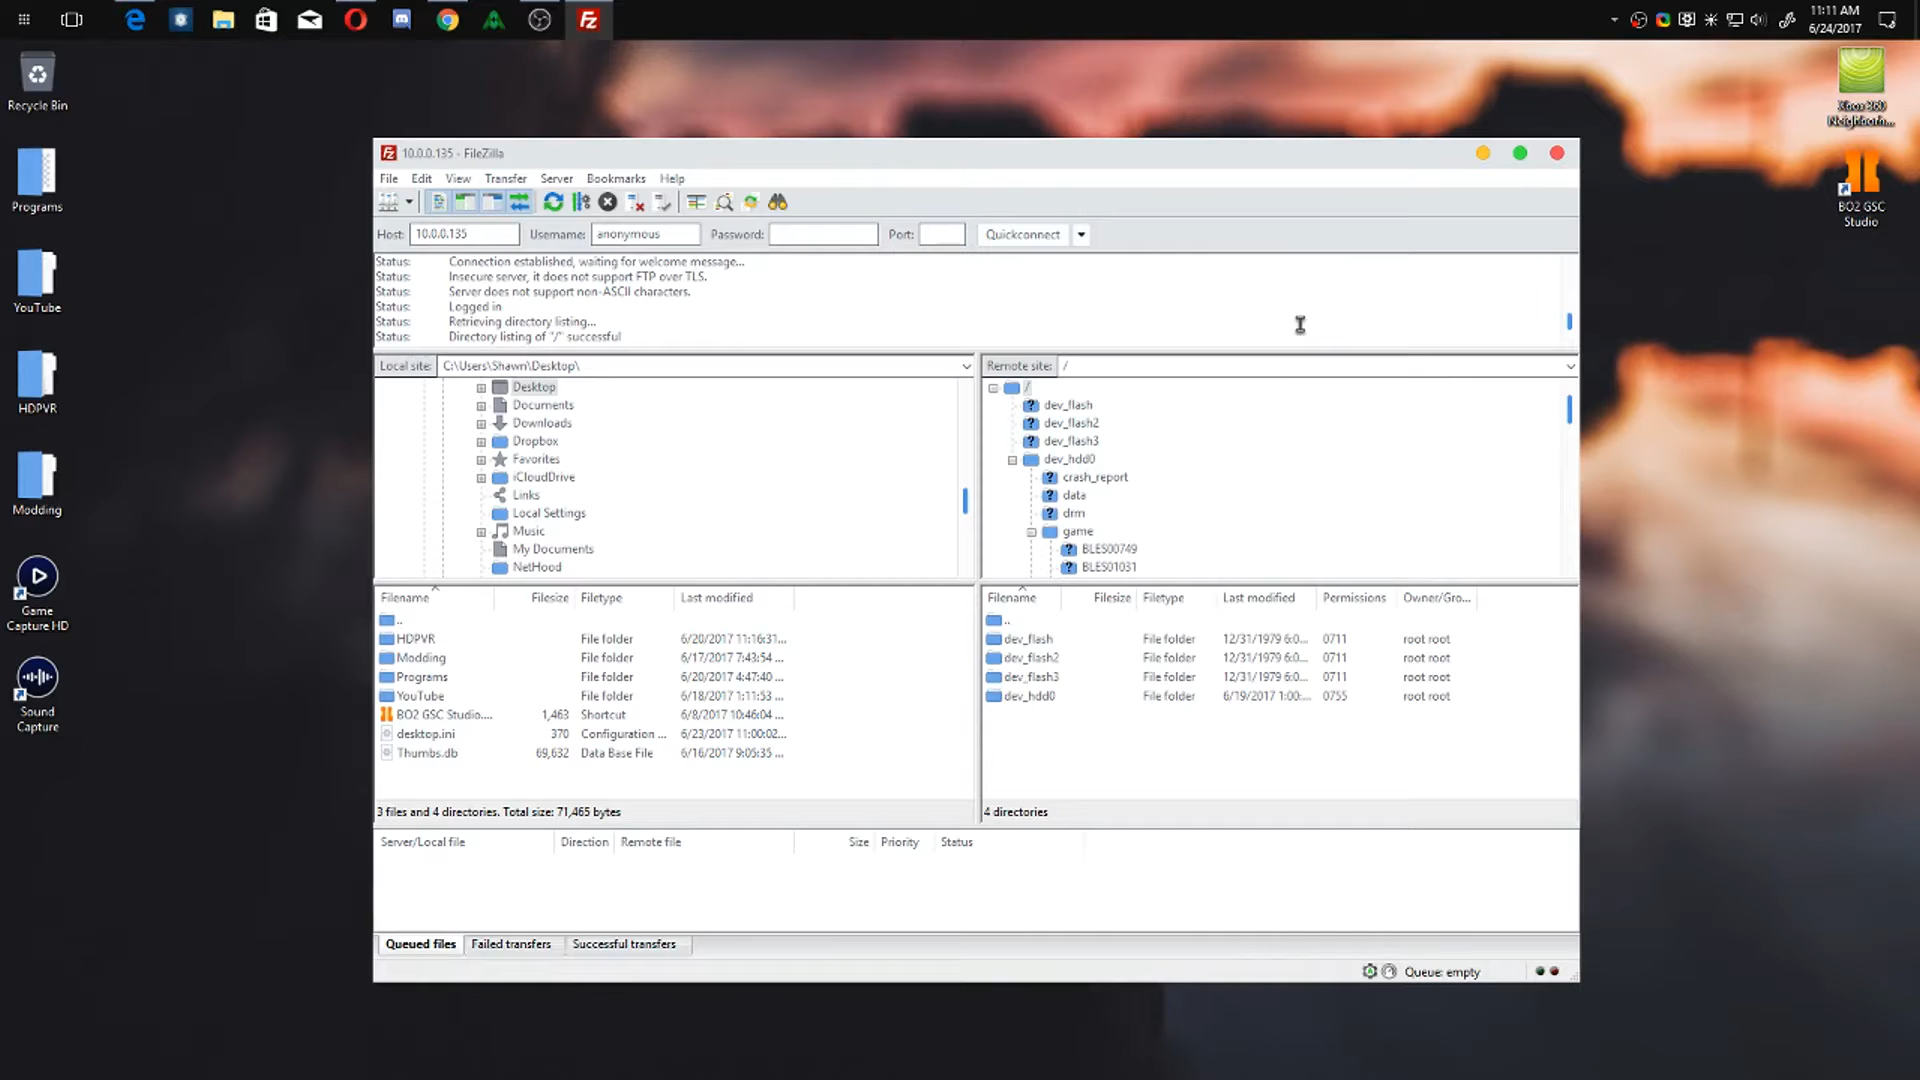 11:11 AM
6/24/2017
Recycle Bin
Programs
YouTube
HDPVR
Modding
Game
Capture HD
Sound
Capture
Xbox 360
Neighborh...
BO2 GSC
Studio
10.0.0.135 - FileZilla
File Edit View Transfer Server Bookmarks Help
Host: 10.0.0.135 Username: anonymous Password: Port: Quickconnect
Status: Connection established, waiting for welcome message...
Status: Insecure server, it does not support FTP over TLS.
Status: Server does not support non-ASCII characters.
Status: Logged in
Status: Retrieving directory listing...
Status: Directory listing of "/" successful
Local site: C:\Users\Shawn\Desktop\
Desktop
Documents
Downloads
Dropbox
Favorites
iCloudDrive
Links
Local Settings
Music
My Documents
NetHood
Remote site: /
/
dev_flash
dev_flash2
dev_flash3
dev_hdd0
crash_report
data
drm
game
BLES00749
BLES01031
Filename Filesize Filetype Last modified
..
HDPVR File folder 6/20/2017 11:16:31...
Modding File folder 6/17/2017 7:43:54 ...
Programs File folder 6/20/2017 4:47:40 ...
YouTube File folder 6/18/2017 1:11:53 ...
BO2 GSC Studio.... 1,463 Shortcut 6/8/2017 10:46:04 ...
desktop.ini 370 Configuration ... 6/23/2017 11:00:02...
Thumbs.db 69,632 Data Base File 6/16/2017 9:05:35 ...
3 files and 4 directories. Total size: 71,465 bytes
Filename Filesize Filetype Last modified Permissions Owner/Gro...
..
dev_flash File folder 12/31/1979 6:0... 0711 root root
dev_flash2 File folder 12/31/1979 6:0... 0711 root root
dev_flash3 File folder 12/31/1979 6:0... 0711 root root
dev_hdd0 File folder 6/19/2017 1:00:... 0755 root root
4 directories
Server/Local file Direction Remote file Size Priority Status
Queued files Failed transfers Successful transfers
Queue: empty